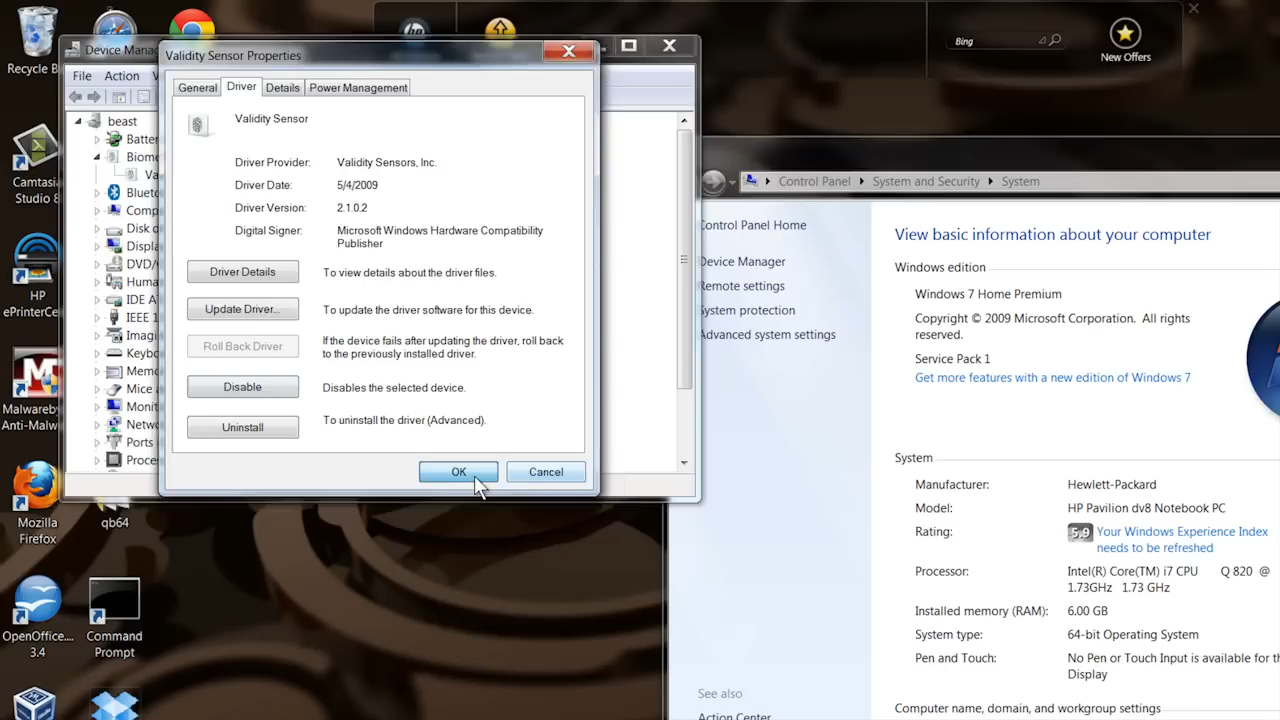 Recycle B
Camtasi
Studio 8
HP
ePrinterCe
Malwareby
Anti-Malw
Mozilla
Firefox
qb64
OpenOffice....
3.4
Command
Prompt
hp
Bing
New Offers
Device Mana
File Action V
beast
Batter
Biome
Va
Blueto
Comp
Disk d
Displa
DVD/
Huma
IDE A
IEEE 1
Imagi
Keybo
Memo
Mice a
Monit
Netwo
Ports (
Proce
Validity Sensor Properties
General Driver Details Power Management
Validity Sensor
Driver Provider: Validity Sensors, Inc.
Driver Date: 5/4/2009
Driver Version: 2.1.0.2
Digital Signer: Microsoft Windows Hardware Compatibility
Publisher
Driver Details To view details about the driver files.
Update Driver... To update the driver software for this device.
Roll Back Driver If the device fails after updating the driver, roll back
to the previously installed driver.
Disable Disables the selected device.
Uninstall To uninstall the driver (Advanced).
OK Cancel
Control Panel System and Security System
Control Panel Home
Device Manager
Remote settings
System protection
Advanced system settings
See also
Action Center
View basic information about your computer
Windows edition
Windows 7 Home Premium
Copyright © 2009 Microsoft Corporation. All rights
reserved.
Service Pack 1
Get more features with a new edition of Windows 7
System
Manufacturer: Hewlett-Packard
Model: HP Pavilion dv8 Notebook PC
Rating: 5,9 Your Windows Experience Index
needs to be refreshed
Processor: Intel(R) Core(TM) i7 CPU Q 820 @
1.73GHz 1.73 GHz
Installed memory (RAM): 6.00 GB
System type: 64-bit Operating System
Pen and Touch: No Pen or Touch Input is available for th
Display
Computer name, domain, and workgroup settings